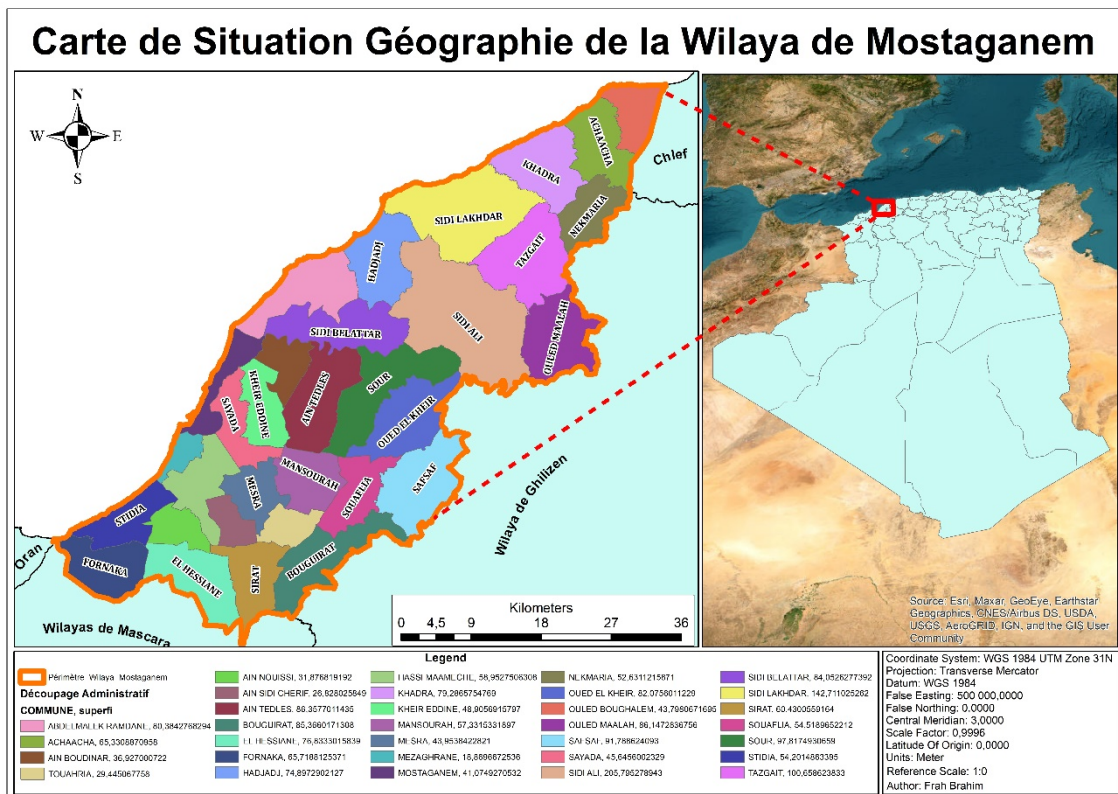 Carte de Situation Géographie de la Wilaya de Mostaganem
N
W E
S
ACHAACHA
Chlef
KHADRA
NEKMARIA
SIDI LAKHDAR
TAZGAIT
HADJADJ
SIDI BELATTAR
SIDI ALI
OULED MAALAH
KHEIR EDDINE
SAYADA
AIN TEDLES
SOUR
OUED EL KHEIR
MANSOURAH
MESRA
SOUAFLIA
SAFSAF
STIDIA
FORNAKA
EL HESSIANE
SIRAT
BOUGUIRAT
Oran
Wilaya de Ghilizen
Wilayas de Mascara
Kilometers
0 4,5 9 18 27 36
Source: Esri, Maxar, GeoEye, Earthstar
Geographics, CNES/Airbus DS, USDA,
USGS, AeroGRID, IGN, and the GIS User
Community
Legend
Périmètre Wilaya Mostaganem
Découpage Administratif
COMMUNE, superfi
ABDELMALEK RAMDANE, 80,3842768294
ACHAACHA, 65,3308870958
AIN BOUDINAR, 36,927000722
TOUAHRIA, 29,445067758
AIN NOUISSI, 31,876819192
AIN SIDI CHERIF, 26,828025849
AIN TEDLES, 88,3577011435
BOUGUIRAT, 85,3660171308
EL HESSIANE, 76,8333015839
FORNAKA, 65,7188125371
HADJADJ, 74,8972902127
HASSI MAAMECHE, 58,9527506308
KHADRA, 79,2865754769
KHEIR EDDINE, 48,9056915797
MANSOURAH, 57,3315331897
MESRA, 43,9538422821
MEZAGHRANE, 18,8886672536
MOSTAGANEM, 41,0749270532
NEKMARIA, 52,6311215871
OUED EL KHEIR, 82,0758011229
OULED BOUGHALEM, 43,7980671695
OULED MAALAH, 86,1472836756
SAFSAF, 91,788624093
SAYADA, 45,6456002329
SIDI ALI, 205,795278943
SIDI BELATTAR, 84,0526277392
SIDI LAKHDAR, 142,711025262
SIRAT, 60,4300559164
SOUAFLIA, 54,5189652212
SOUR, 97,8174930659
STIDIA, 54,2014883395
TAZGAIT, 100,658623833
Coordinate System: WGS 1984 UTM Zone 31N
Projection: Transverse Mercator
Datum: WGS 1984
False Easting: 500 000,0000
False Northing: 0,0000
Central Meridian: 3,0000
Scale Factor: 0,9996
Latitude Of Origin: 0,0000
Units: Meter
Reference Scale: 1:0
Author: Frah Brahim